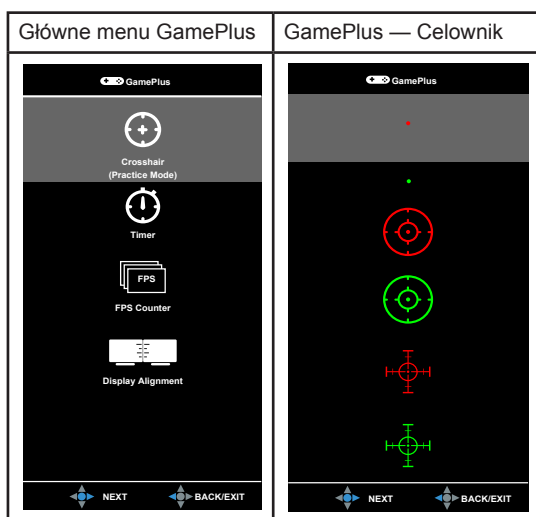 Główne menu GamePlus
GamePlus — Celownik
GamePlus
Crosshair
(Practice Mode)
Timer
FPS
FPS Counter
Display Alignment
NEXT BACK/EXIT
GamePlus
NEXT BACK/EXIT